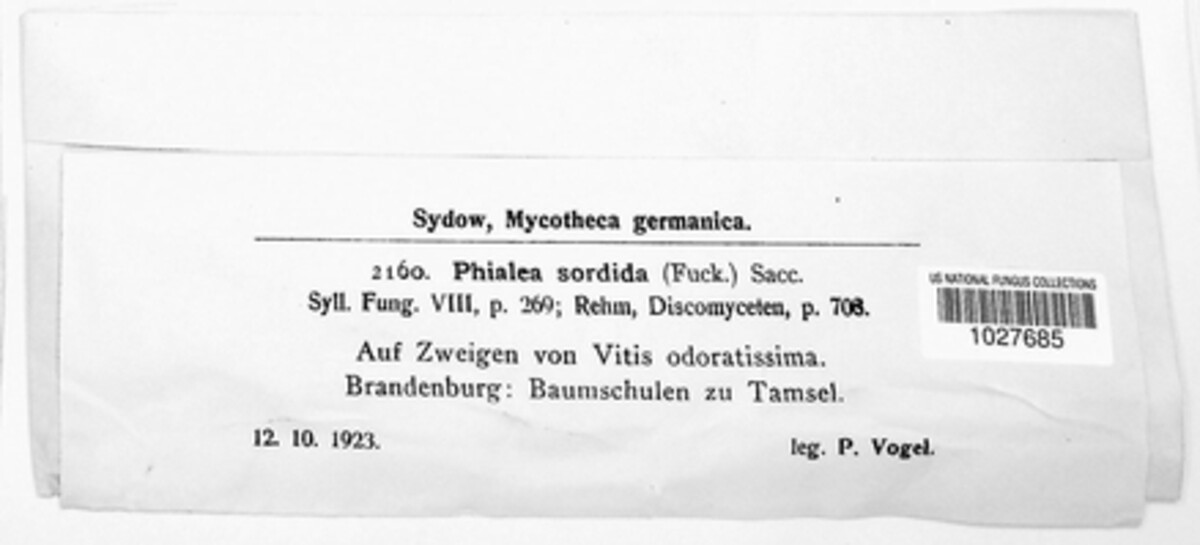 Sydow, Mycotheca germanica.
2160. Phialea sordida (Fuck.) Sacc.
Syll. Fung. VIII, p. 269; Rehm, Discomyceten, p. 708.
US NATIONAL FUNGUS COLLECTIONS
1027685
Auf Zweigen von Vitis odoratissima.
Brandenburg: Baumschulen zu Tamsel.
12. 10. 1923.
leg. P. Vogel.